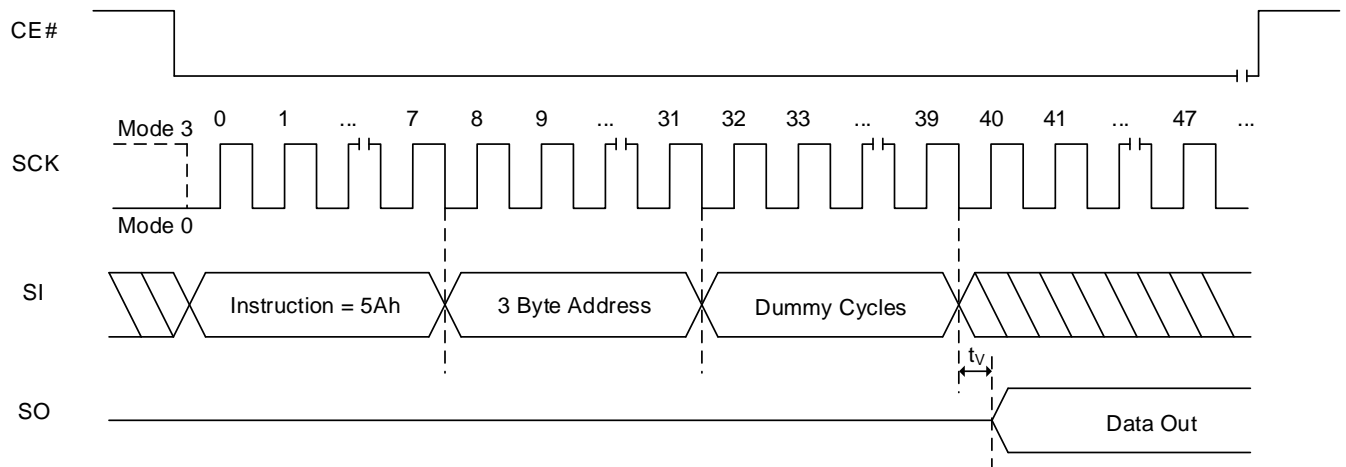 CE#
Mode 3 0 1 ... 7 8 9 ... 31 32 33 ... 39 40 41 ... 47 ...
SCK
Mode 0
SI Instruction = 5Ah 3 Byte Address Dummy Cycles
tV
SO Data Out